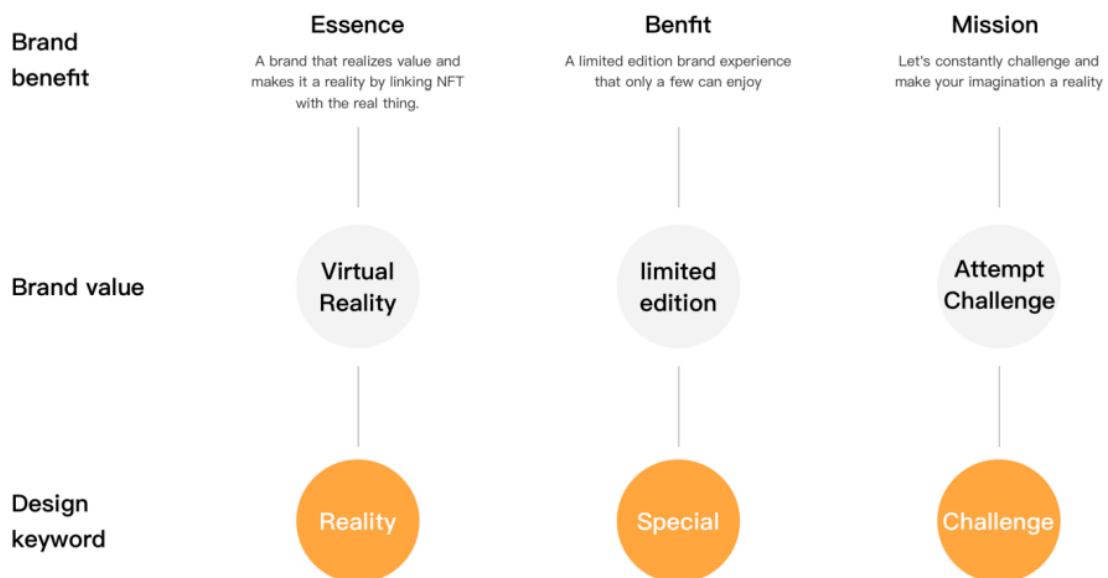 Brand
benefit
Essence
A brand that realizes value and
makes it a reality by linking NFT
with the real thing.
Benfit
A limited edition brand experience
that only a few can enjoy
Mission
Let's constantly challenge and
make your imagination a reality
Brand value
Virtual
Reality
limited
edition
Attempt
Challenge
Design
keyword
Reality
Special
Challenge